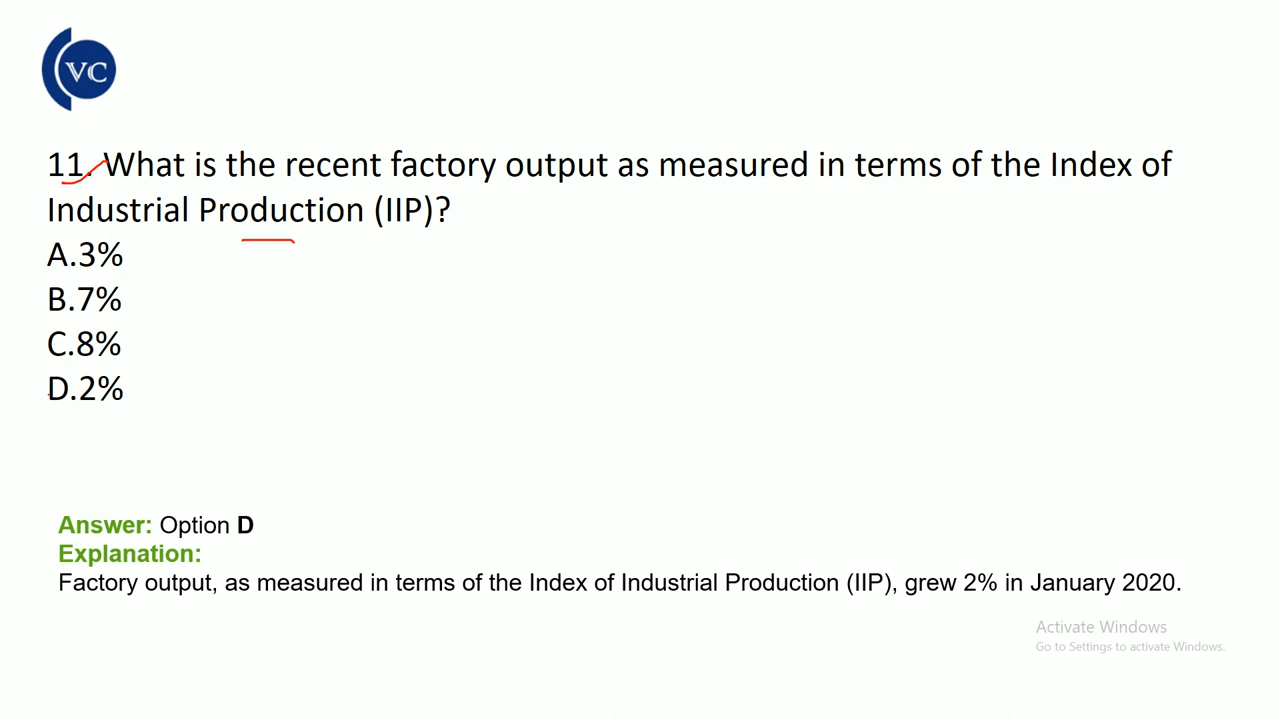 VC
11. What is the recent factory output as measured in terms of the Index of
Industrial Production (IIP)?
A.3%
B.7%
C.8%
D.2%
Answer: Option D
Explanation:
Factory output, as measured in terms of the Index of Industrial Production (IIP), grew 2% in January 2020.
Activate Windows
Go to Settings to activate Windows.